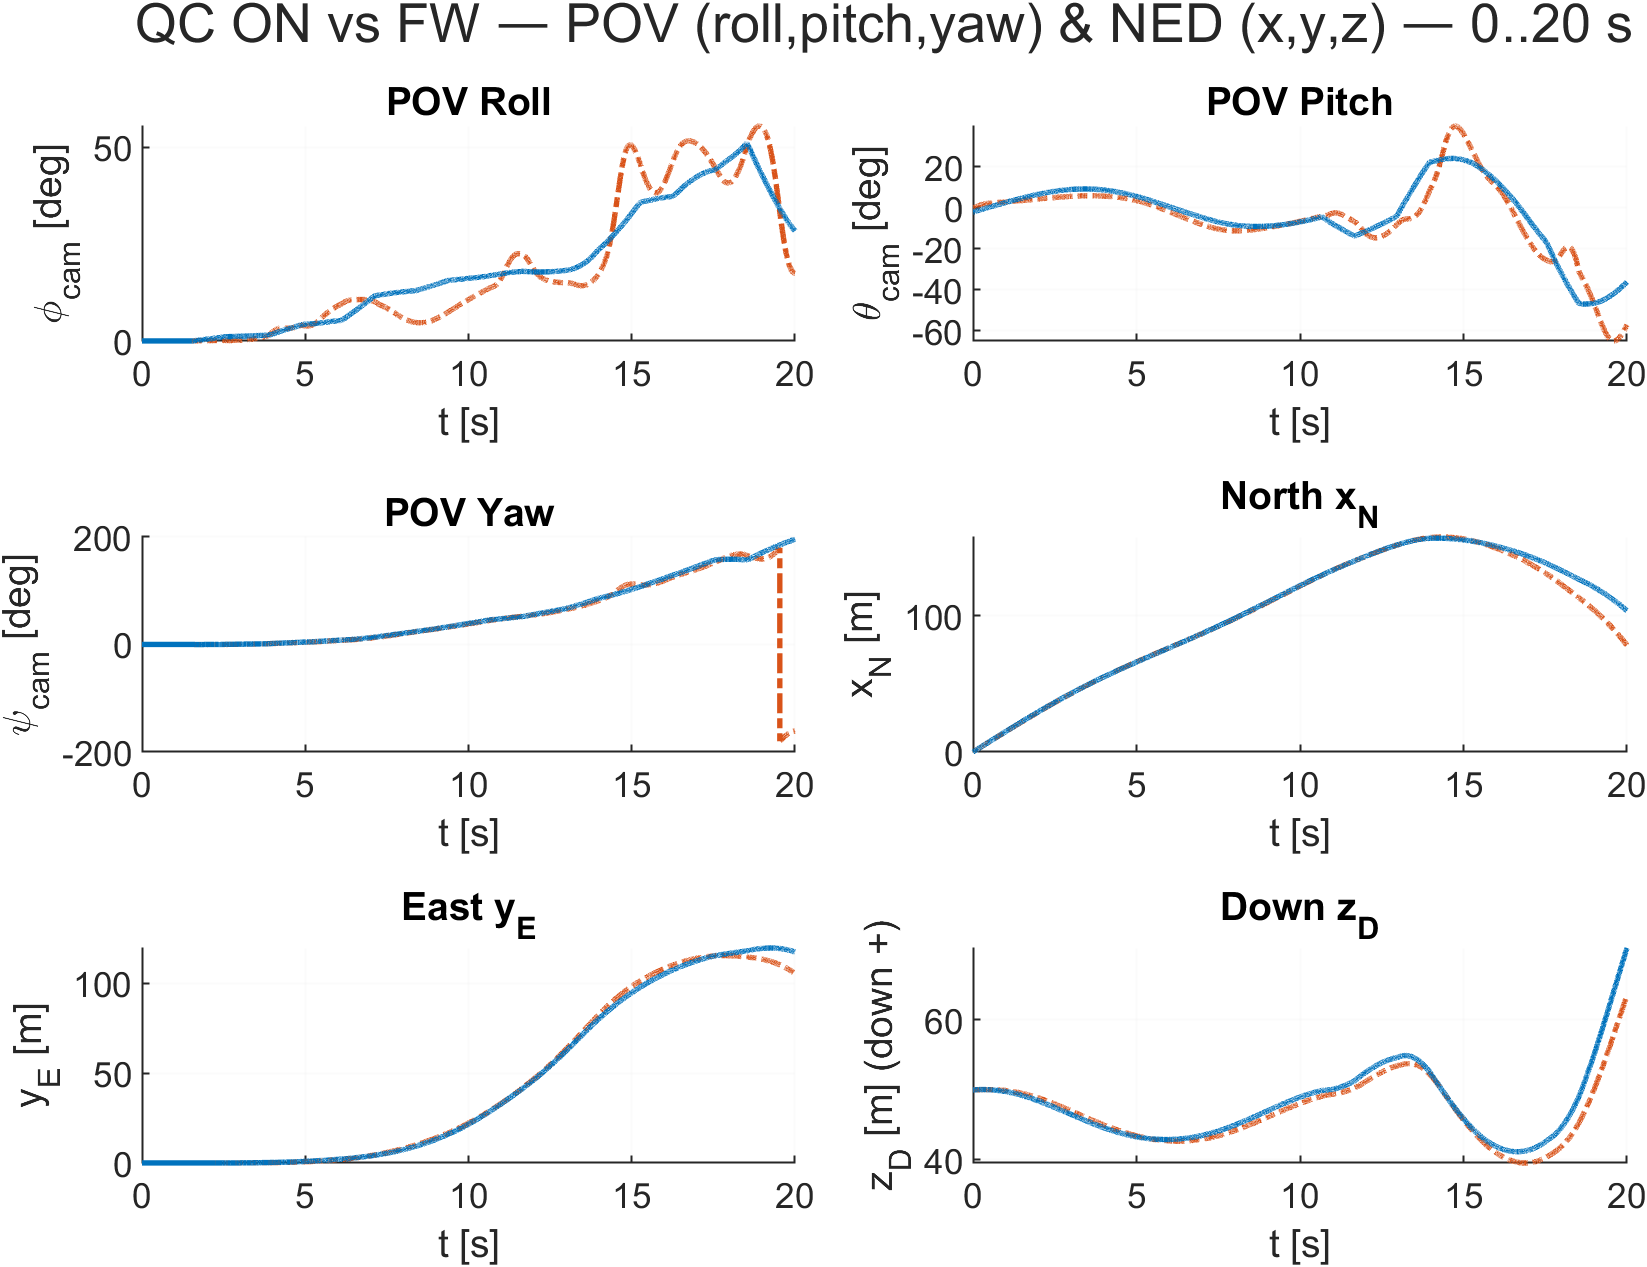 QC ON vs FW — POV (roll,pitch,yaw) & NED (x,y,z) — 0..20 s
POV Roll
ϕcam [deg]
50
0
0 5 10 15 20
t [s]
POV Pitch
θcam [deg]
20
0
-20
-40
-60
0 5 10 15 20
t [s]
POV Yaw
ψcam [deg]
200
0
-200
0 5 10 15 20
t [s]
North xN
xN [m]
100
0
0 5 10 15 20
t [s]
East yE
yE [m]
100
50
0
0 5 10 15 20
t [s]
Down zD
zD [m] (down +)
60
40
0 5 10 15 20
t [s]